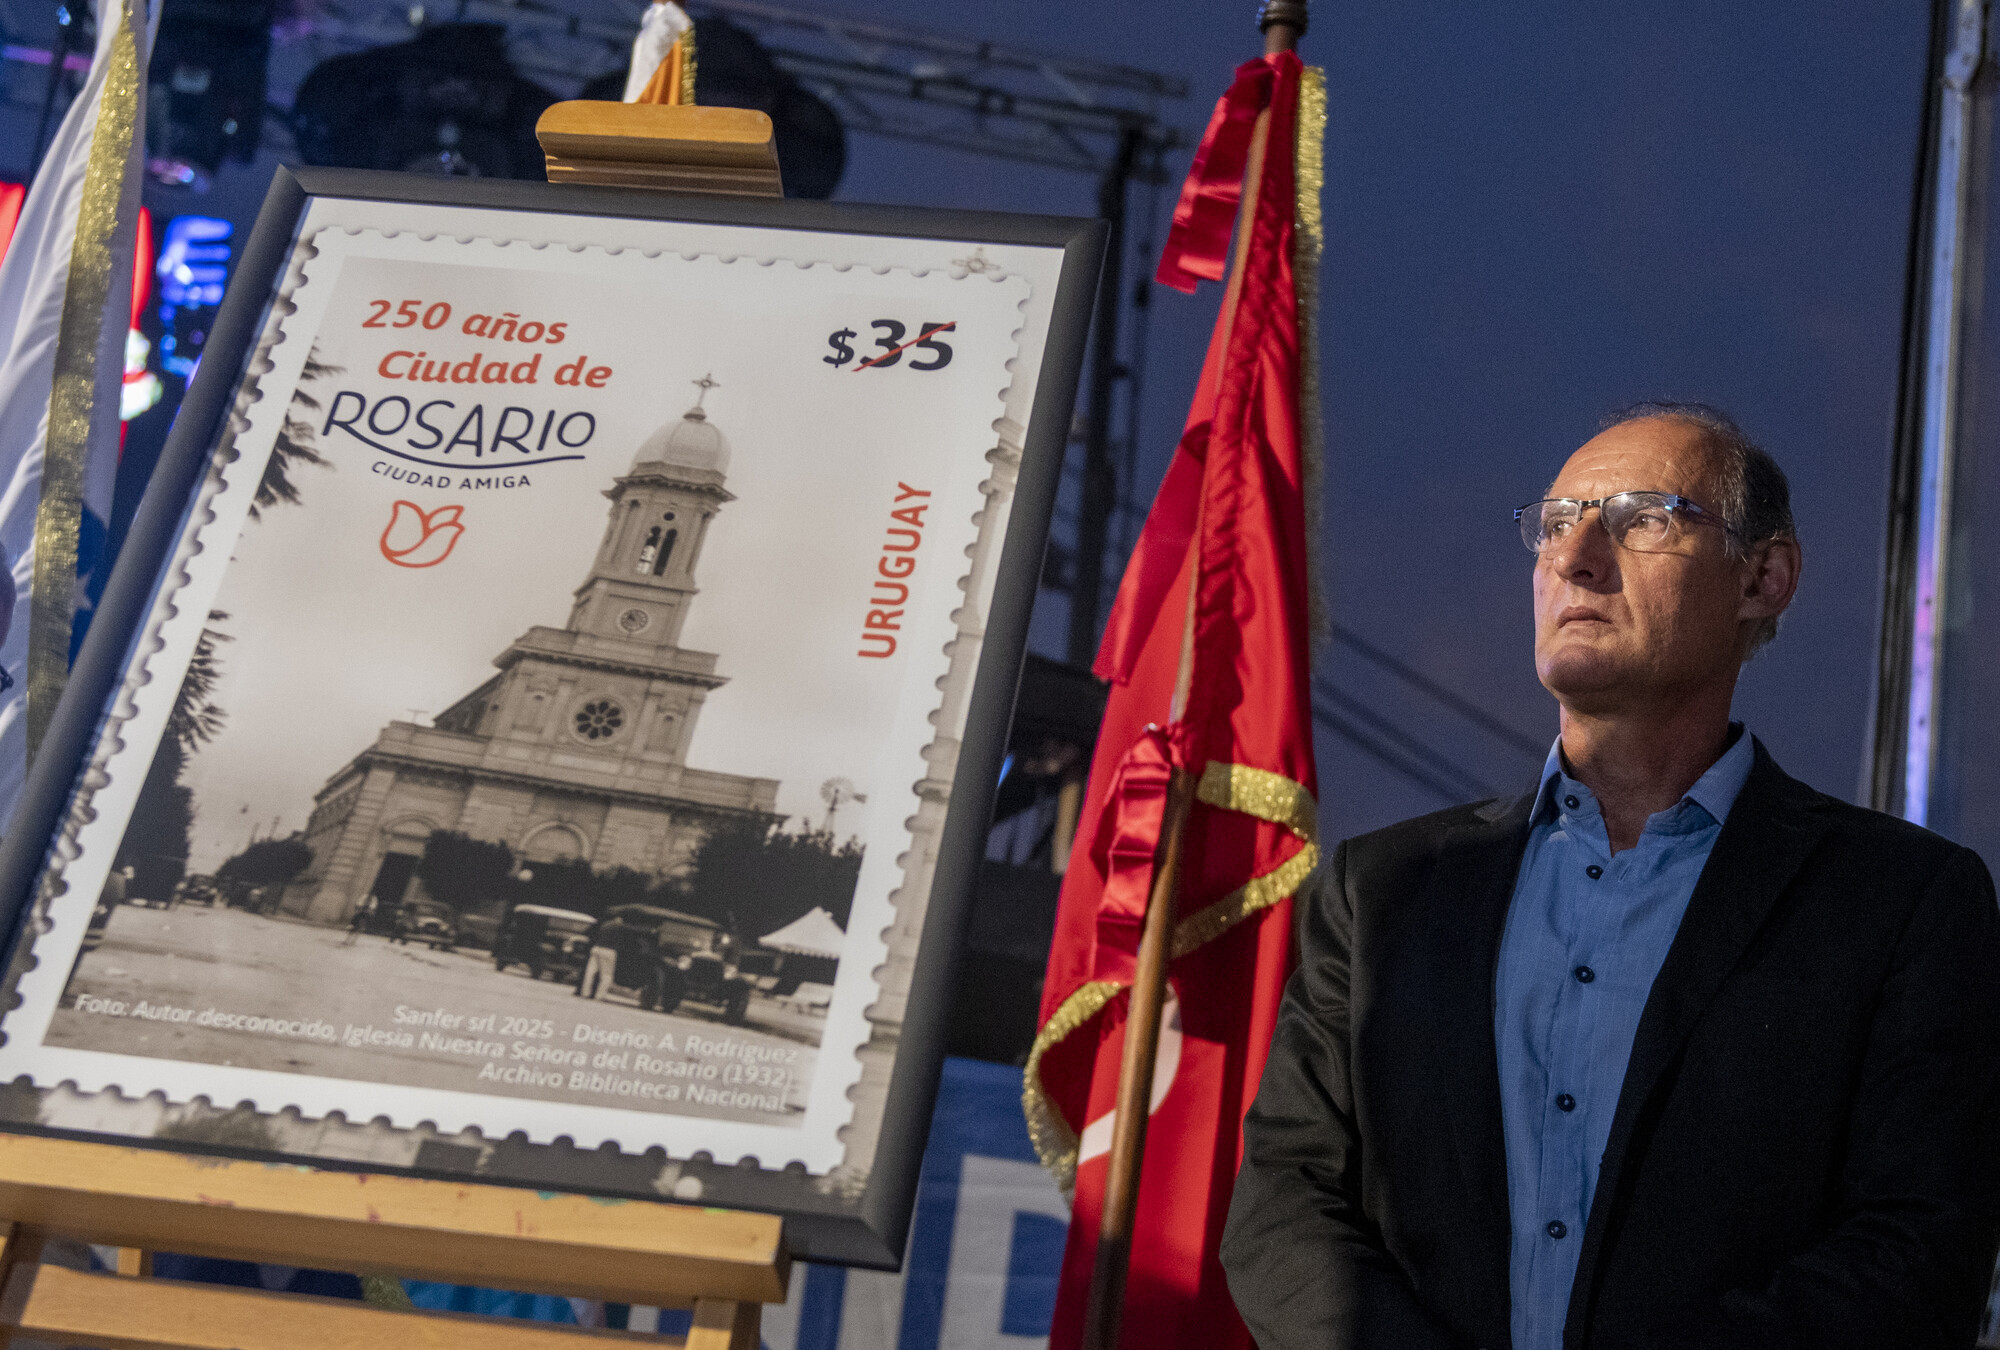 250 años
Ciudad de
ROSARIO
CIUDAD AMIGA
$35
URUGUAY
Sanfer srl 2025 - Diseño: A. Rodríguez
Foto: Autor desconocido, Iglesia Nuestra Señora del Rosario (1932)
Archivo Biblioteca Nacional